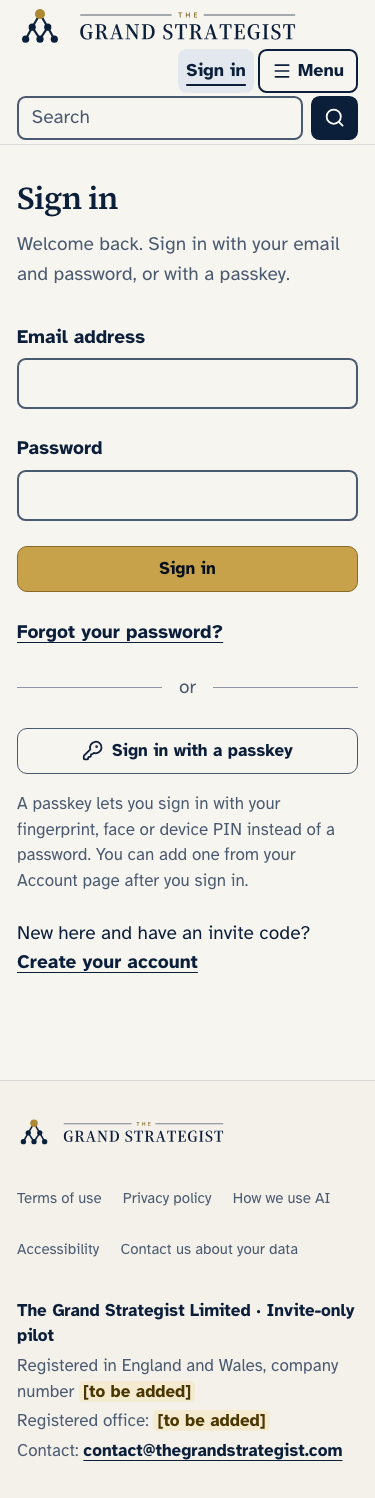 THE
GRAND STRATEGIST
Sign in
Menu
Search
Sign in
Welcome back. Sign in with your email
and password, or with a passkey.
Email address
Password
Sign in
Forgot your password?
or
Sign in with a passkey
A passkey lets you sign in with your
fingerprint, face or device PIN instead of a
password. You can add one from your
Account page after you sign in.
New here and have an invite code?
Create your account
THE
GRAND STRATEGIST
Terms of use Privacy policy How we use AI
Accessibility Contact us about your data
The Grand Strategist Limited · Invite-only
pilot
Registered in England and Wales, company
number [to be added]
Registered office: [to be added]
Contact: contact@thegrandstrategist.com